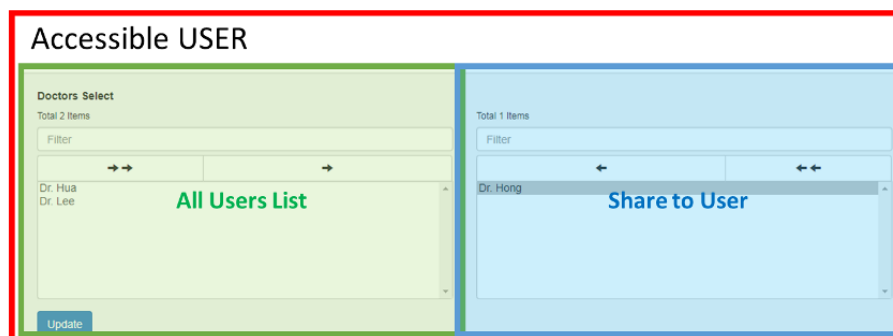 Accessible USER
Doctors Select
Total 2 Items
Filter
Dr. Hua
Dr. Lee
All Users List
Update
Total 1 Items
Filter
Dr. Hong
Share to User